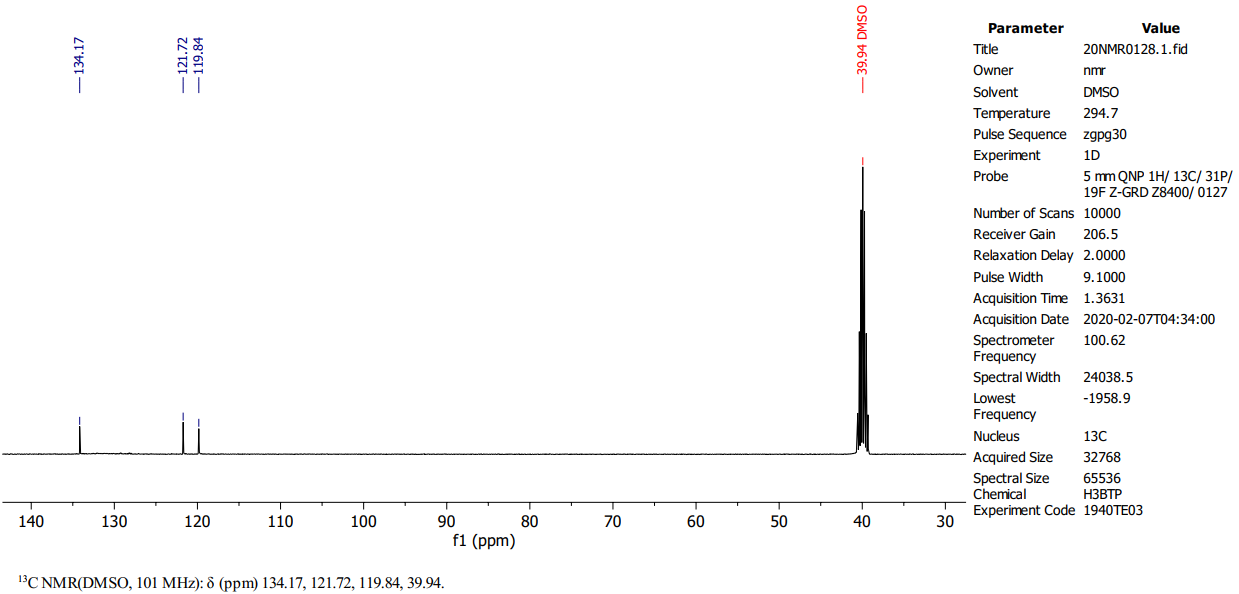 134.17
121.72
119.84
39.94 DMSO
140 130 120 110 100 90 80 70 60 50 40 30
f1 (ppm)
Parameter Value
Title 20NMR0128.1.fid
Owner nmr
Solvent DMSO
Temperature 294.7
Pulse Sequence zgpg30
Experiment 1D
Probe 5 mm QNP 1H/ 13C/ 31P/
19F Z-GRD Z8400/ 0127
Number of Scans 10000
Receiver Gain 206.5
Relaxation Delay 2.0000
Pulse Width 9.1000
Acquisition Time 1.3631
Acquisition Date 2020-02-07T04:34:00
Spectrometer 100.62
Frequency
Spectral Width 24038.5
Lowest -1958.9
Frequency
Nucleus 13C
Acquired Size 32768
Spectral Size 65536
Chemical H3BTP
Experiment Code 1940TE03
¹³C NMR(DMSO, 101 MHz): δ (ppm) 134.17, 121.72, 119.84, 39.94.